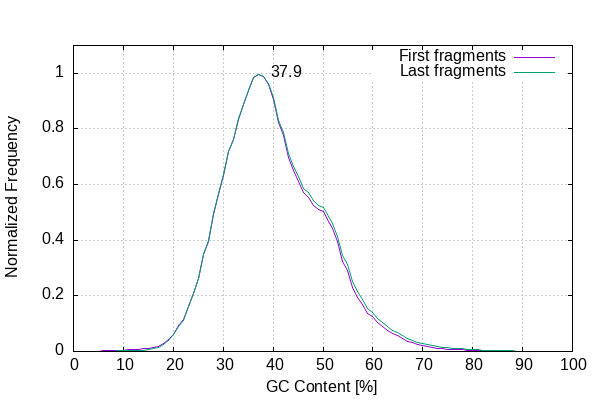 First fragments
Last fragments
37.9
1
0.8
0.6
0.4
0.2
0
0 10 20 30 40 50 60 70 80 90 100
Normalized Frequency
GC Content [%]